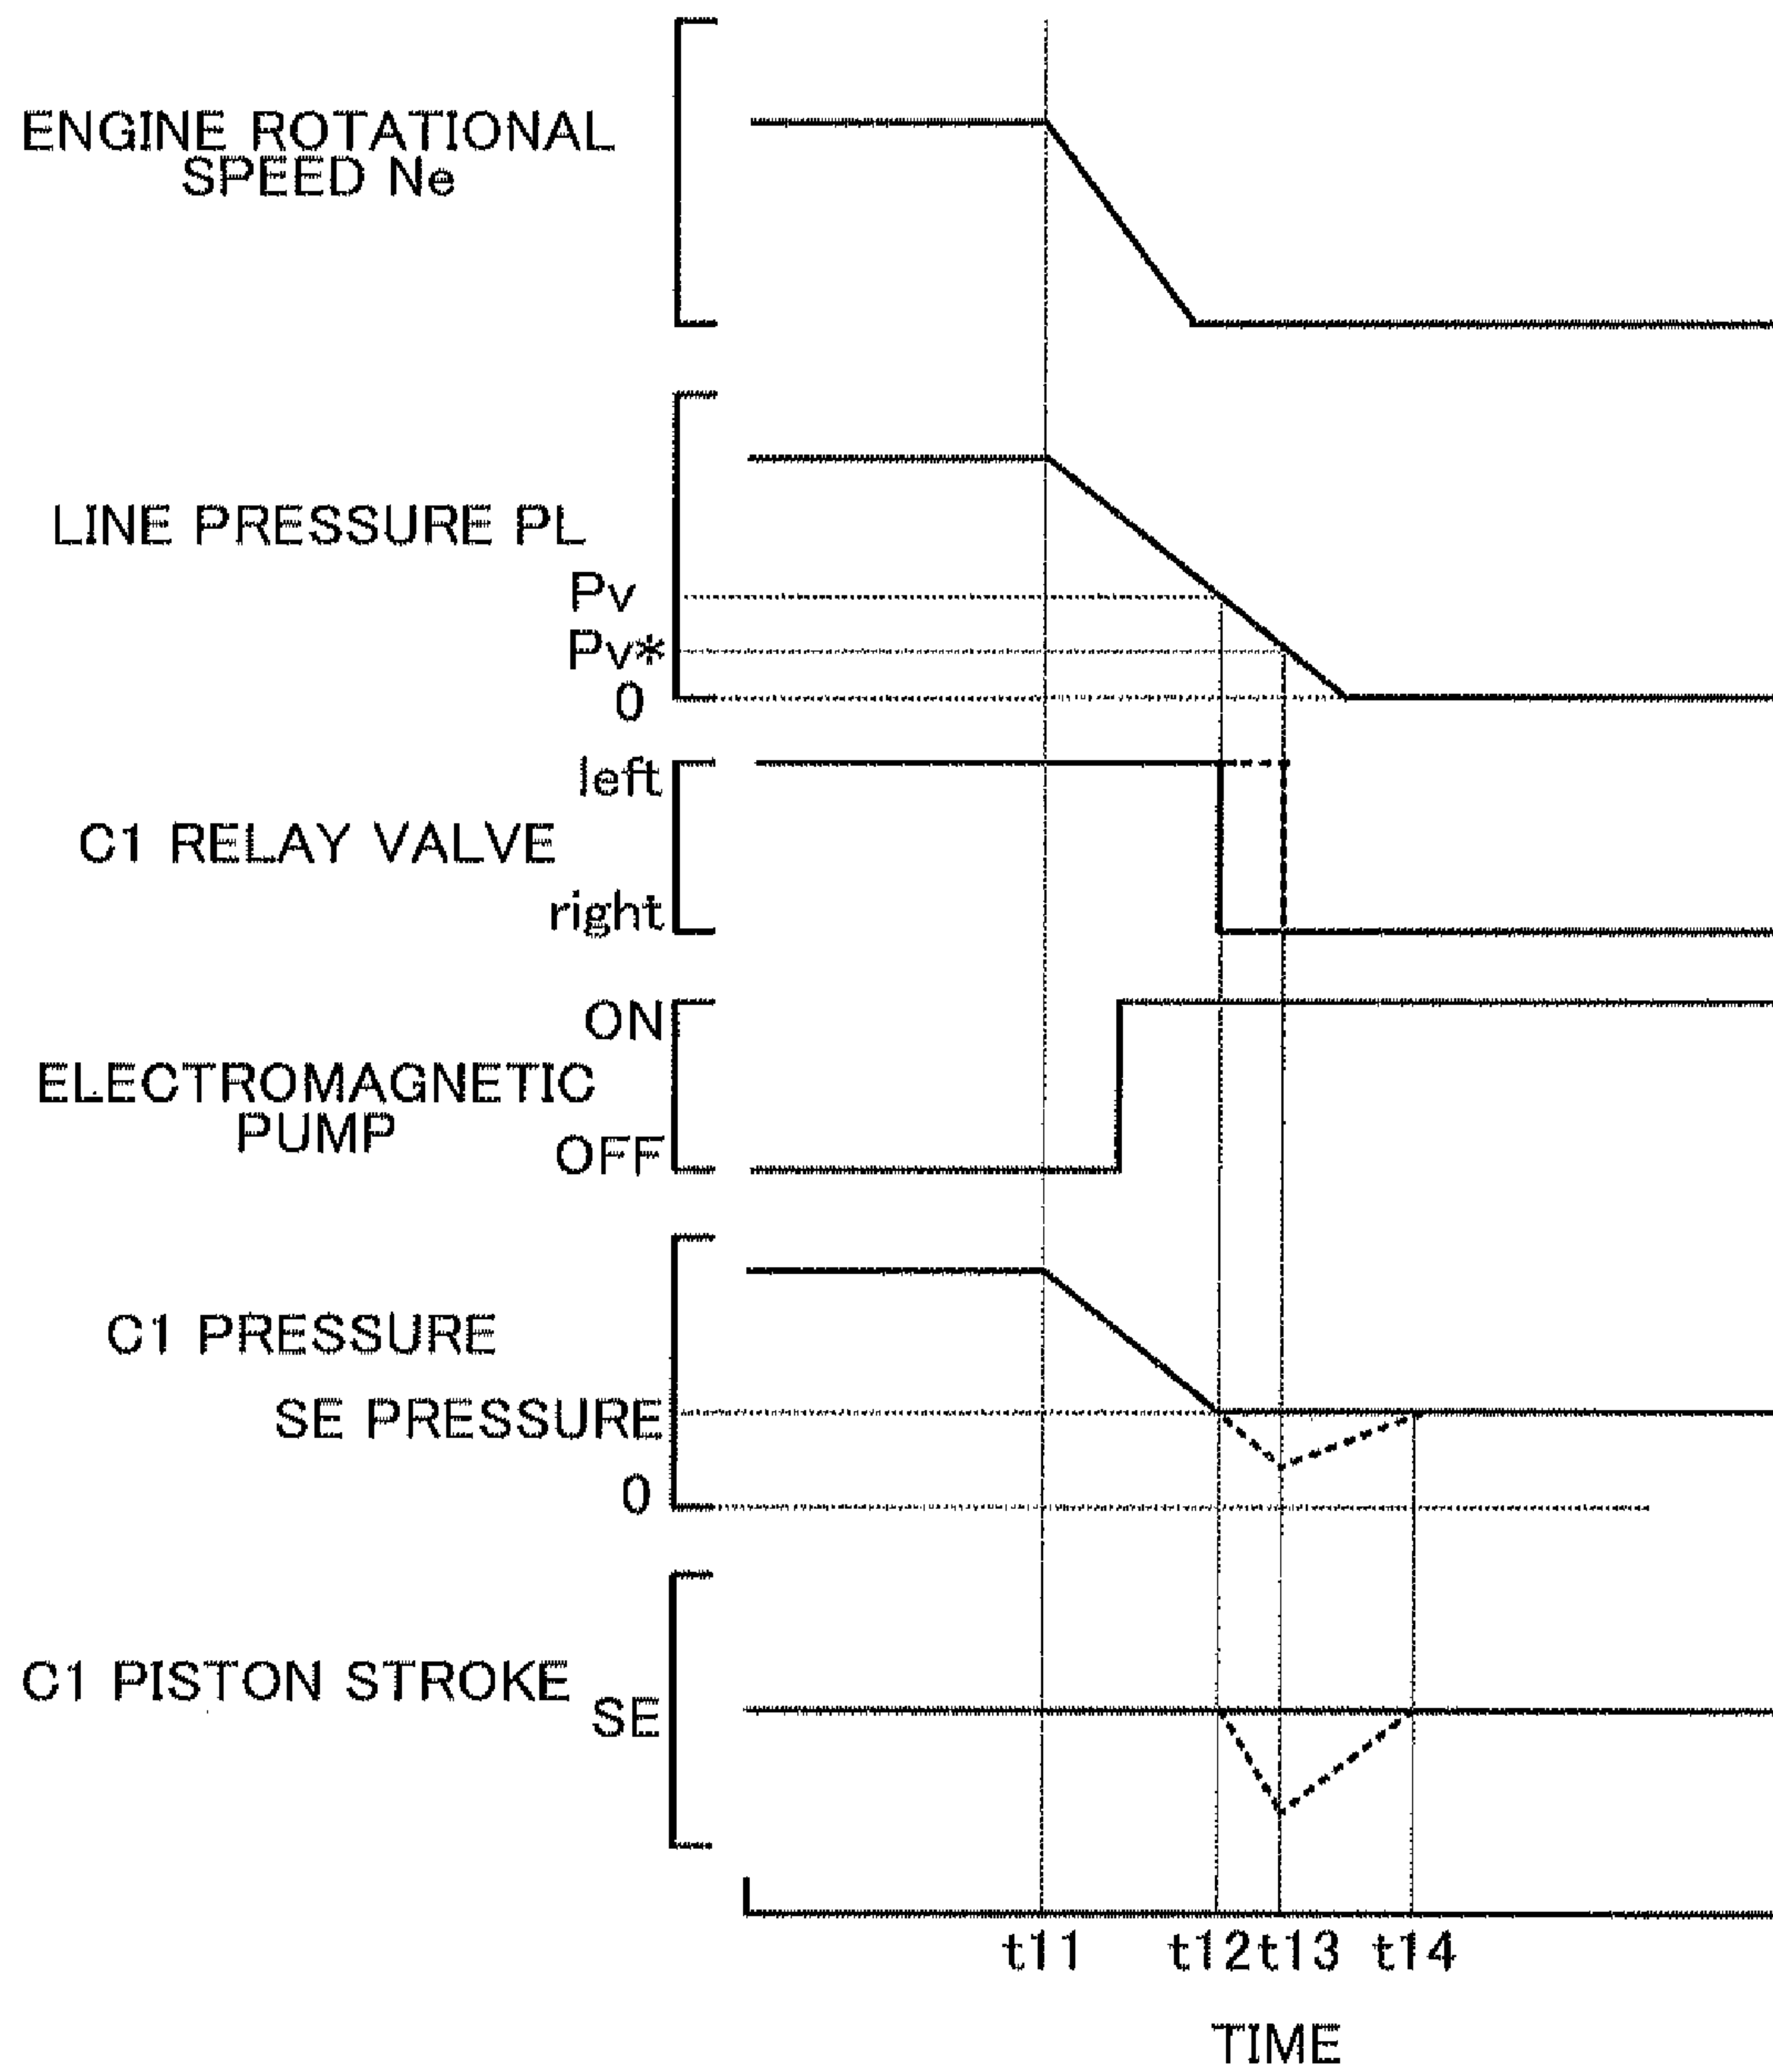 ENGINE ROTATIONAL
SPEED Ne
LINE PRESSURE PL
Pv
Pv*
0
left
C1 RELAY VALVE
right
ON
ELECTROMAGNETIC
PUMP
OFF
C1 PRESSURE
SE PRESSURE
0
C1 PISTON STROKE
SE
t11 t12 t13 t14
TIME